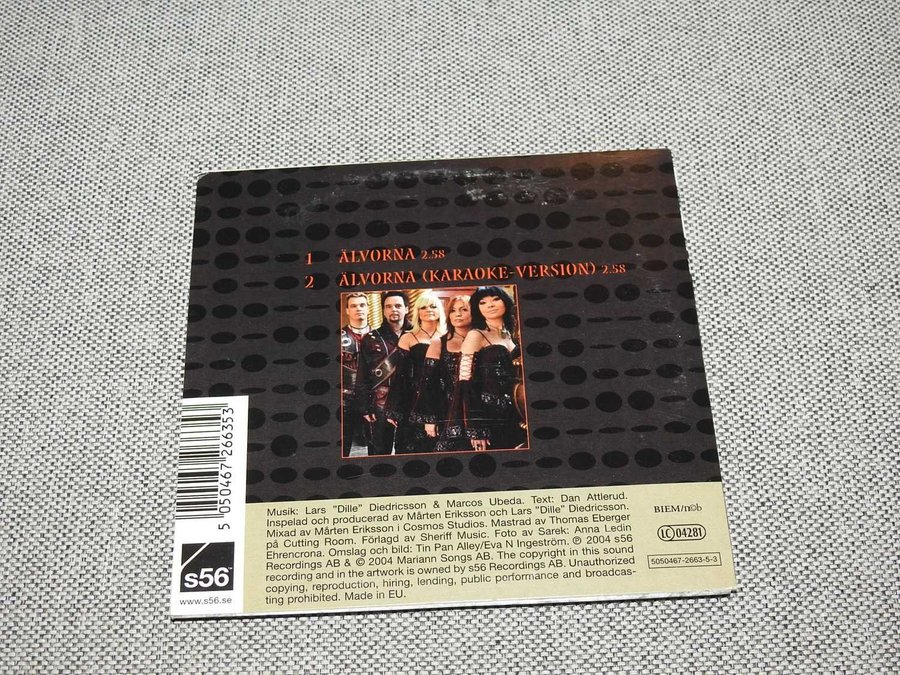 1 ÄLVORNA 2.58
2 ÄLVORNA (KARAOKE-VERSION) 2.58
5 050467 266353
s56™
www.s56.se
Musik: Lars "Dille" Diedricsson & Marcos Ubeda. Text: Dan Attlerud.
Inspelad och producerad av Mårten Eriksson och Lars "Dille" Diedricsson.
Mixad av Mårten Eriksson i Cosmos Studios. Mastrad av Thomas Eberger
på Cutting Room. Förlagd av Sheriff Music. Foto av Sarek: Anna Ledin
Ehrencrona. Omslag och bild: Tin Pan Alley/Eva N Ingeström. ℗ 2004 s56
Recordings AB & © 2004 Mariann Songs AB. The copyright in this sound
recording and in the artwork is owned by s56 Recordings AB. Unauthorized
copying, reproduction, hiring, lending, public performance and broadcas-
ting prohibited. Made in EU.
BIEM/n©b
LC 04281
5050467-2663-5-3